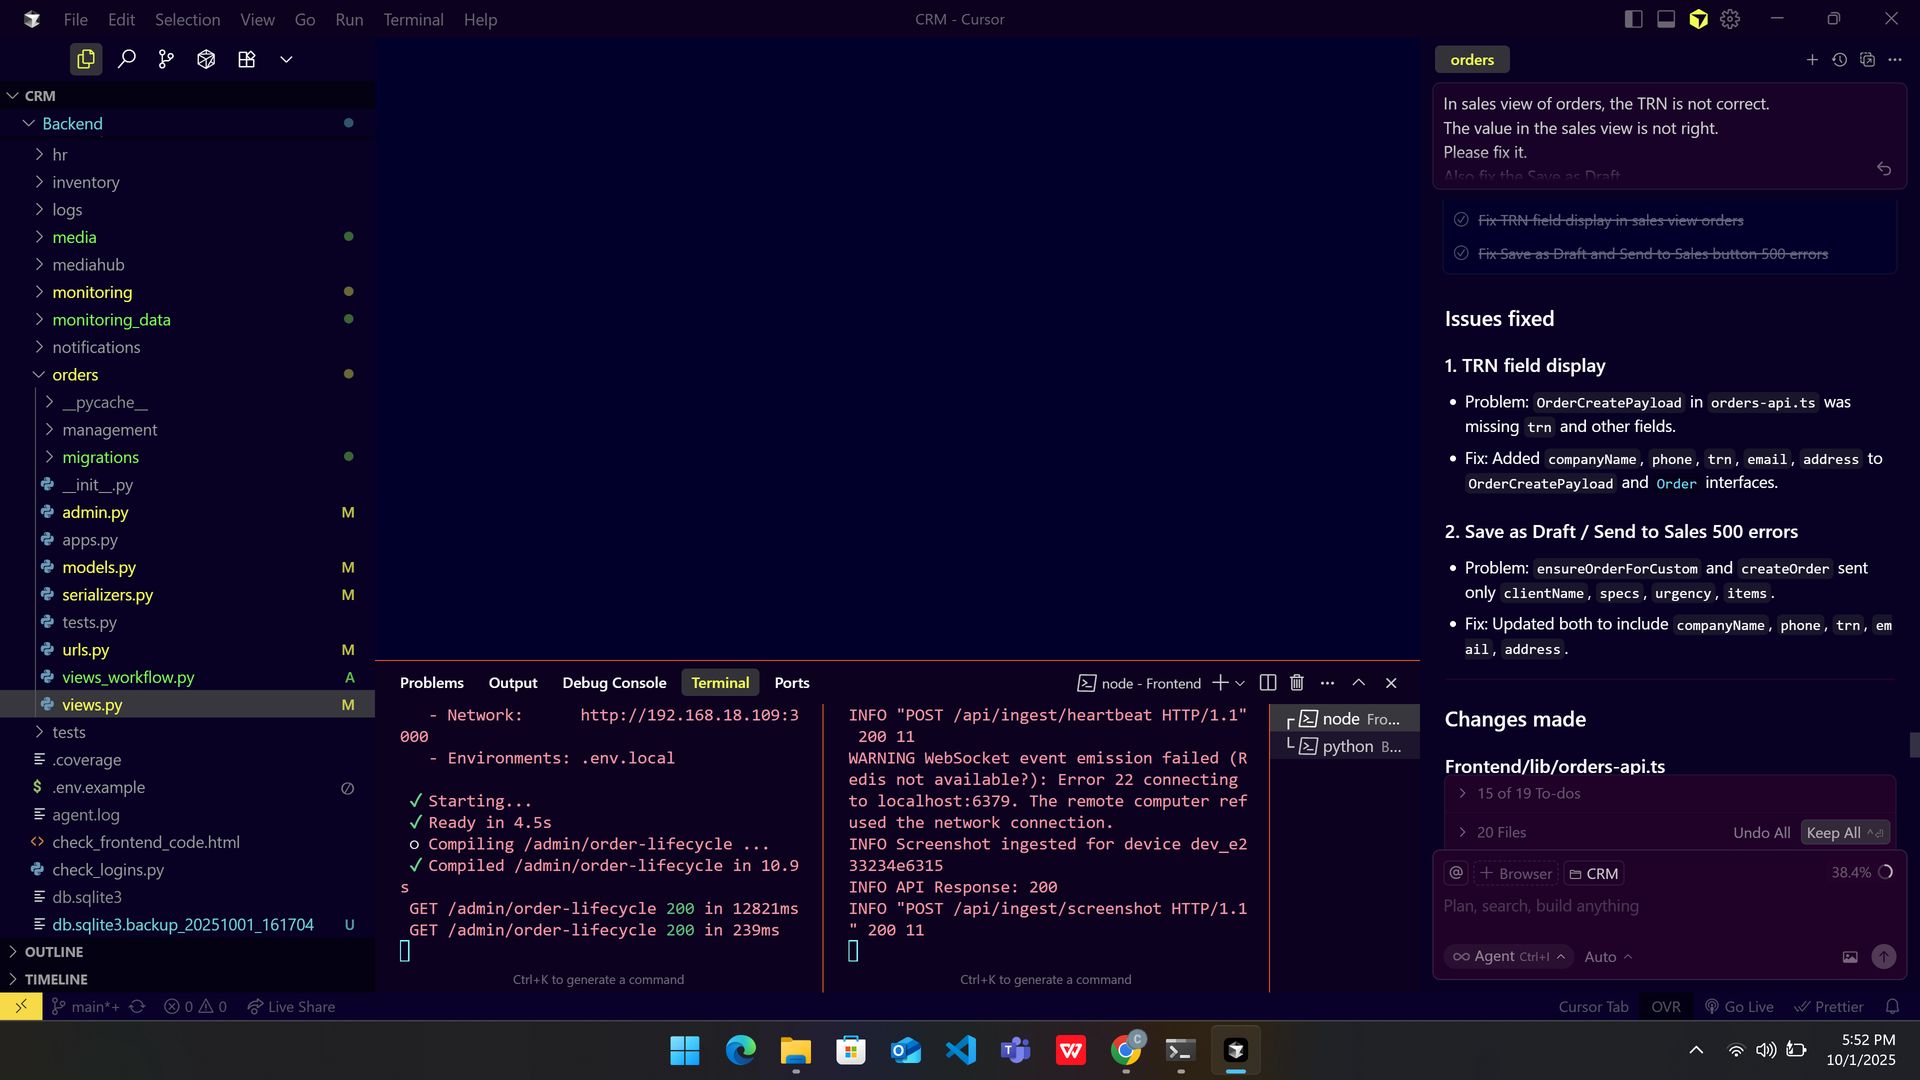 File Edit Selection View Go Run Terminal Help
CRM - Cursor
CRM
Backend
hr
inventory
logs
media
mediahub
monitoring
monitoring_data
notifications
orders
__pycache__
management
migrations
__init__.py
admin.py M
apps.py
models.py M
serializers.py M
tests.py
urls.py M
views_workflow.py A
views.py M
tests
.coverage
$ .env.example
agent.log
check_frontend_code.html
check_logins.py
db.sqlite3
db.sqlite3.backup_20251001_161704 U
OUTLINE
TIMELINE
Problems Output Debug Console Terminal Ports
node - Frontend
- Network: http://192.168.18.109:3
000
- Environments: .env.local
✓ Starting...
✓ Ready in 4.5s
○ Compiling /admin/order-lifecycle ...
✓ Compiled /admin/order-lifecycle in 10.9
s
GET /admin/order-lifecycle 200 in 12821ms
GET /admin/order-lifecycle 200 in 239ms
Ctrl+K to generate a command
INFO "POST /api/ingest/heartbeat HTTP/1.1"
200 11
WARNING WebSocket event emission failed (R
edis not available?): Error 22 connecting
to localhost:6379. The remote computer ref
used the network connection.
INFO Screenshot ingested for device dev_e2
33234e6315
INFO API Response: 200
INFO "POST /api/ingest/screenshot HTTP/1.1
" 200 11
Ctrl+K to generate a command
node Fro...
python B...
orders
In sales view of orders, the TRN is not correct.
The value in the sales view is not right.
Please fix it.
Also fix the Save as Draft
Fix TRN field display in sales view orders
Fix Save as Draft and Send to Sales button 500 errors
Issues fixed
1. TRN field display
• Problem: OrderCreatePayload in orders-api.ts was
missing trn and other fields.
• Fix: Added companyName, phone, trn, email, address to
OrderCreatePayload and Order interfaces.
2. Save as Draft / Send to Sales 500 errors
• Problem: ensureOrderForCustom and createOrder sent
only clientName, specs, urgency, items.
• Fix: Updated both to include companyName, phone, trn, em
ail, address.
Changes made
Frontend/lib/orders-api.ts
15 of 19 To-dos
20 Files Undo All Keep All
@ + Browser CRM 38.4%
Plan, search, build anything
Agent Ctrl+I Auto
main*+ 0 0 Live Share
Cursor Tab OVR Go Live Prettier
C
5:52 PM
10/1/2025